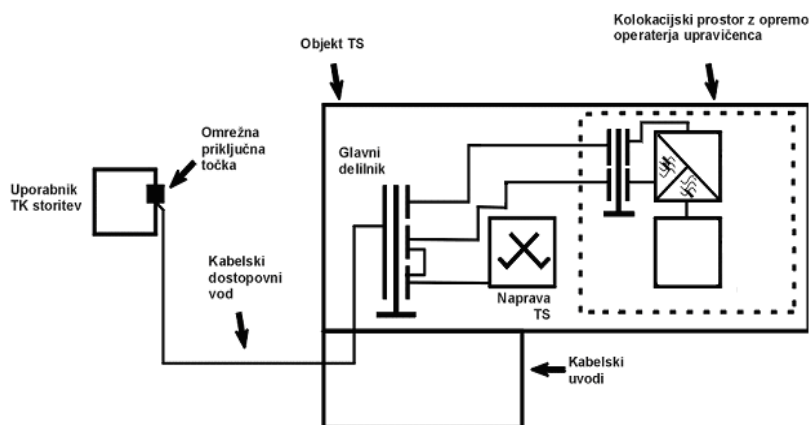 Kolokacijski prostor z opremo
operaterja upravičenca
Objekt TS
Omrežna
priključna
točka
Glavni
delilnik
Uporabnik
TK storitev
Kabelski
dostopovni
vod
Naprava
TS
Kabelski
uvodi